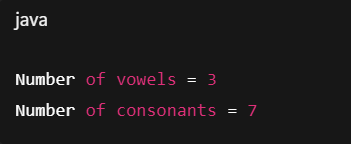 java
Number of vowels = 3
Number of consonants = 7